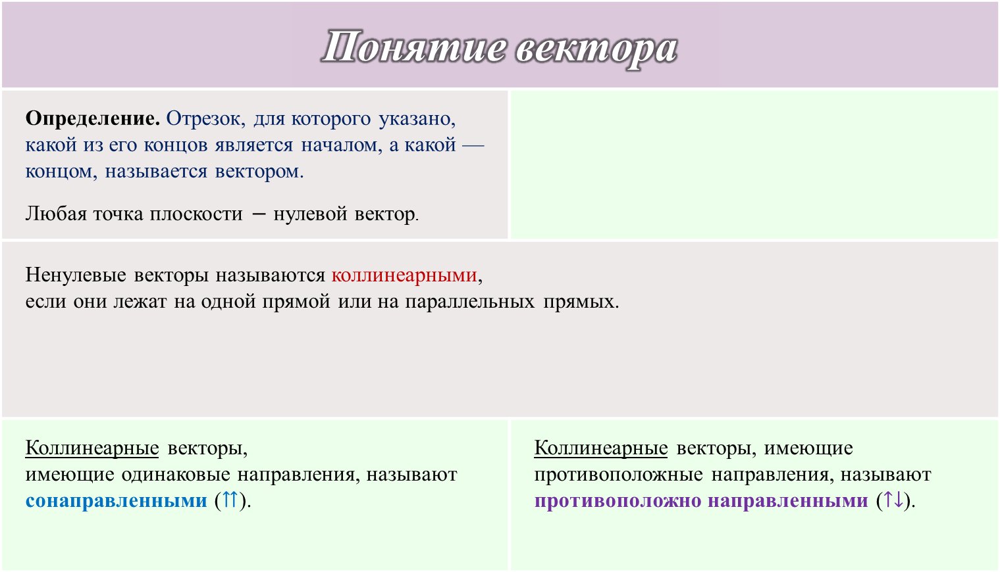 Понятие вектора
Определение. Отрезок, для которого указано,
какой из его концов является началом, а какой —
концом, называется вектором.
Любая точка плоскости – нулевой вектор.
Ненулевые векторы называются коллинеарными,
если они лежат на одной прямой или на параллельных прямых.
Коллинеарные векторы,
имеющие одинаковые направления, называют
сонаправленными (↑↑).
Коллинеарные векторы, имеющие
противоположные направления, называют
противоположно направленными (↑↓).